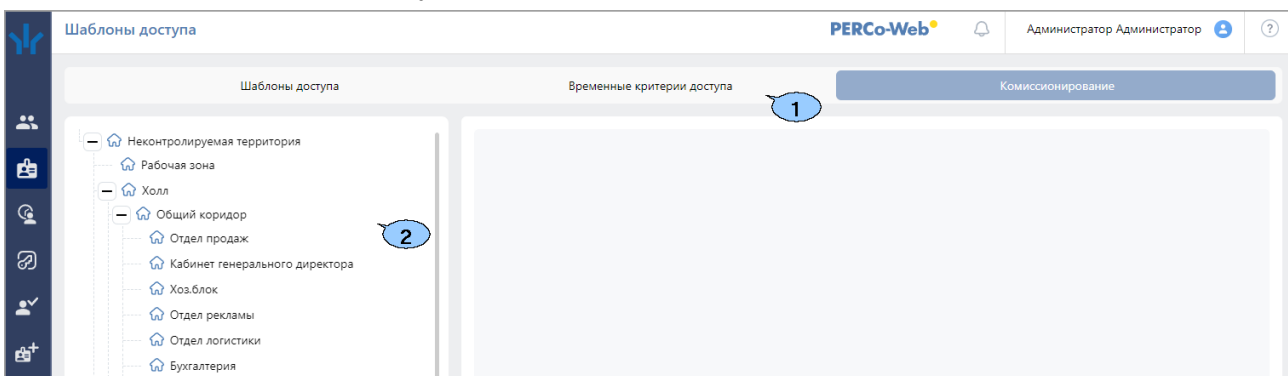 Шаблоны доступа
PERCo-Web
Администратор Администратор
?
Шаблоны доступа
Временные критерии доступа
Комиссионирование
1
Неконтролируемая территория
Рабочая зона
Холл
Общий коридор
2
Отдел продаж
Кабинет генерального директора
Хоз.блок
Отдел рекламы
Отдел логистики
Бухгалтерия